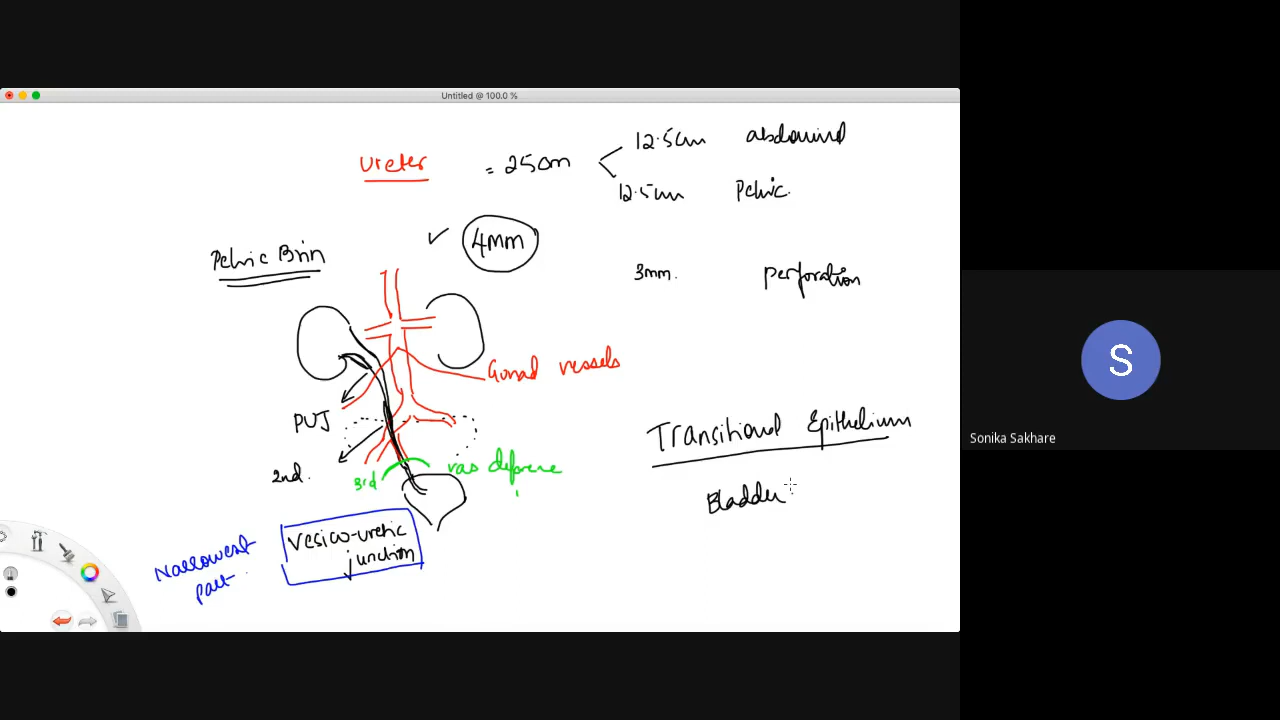 Untitled @ 100.0 %
Ureter = 25cm
12.5cm abdominal
12.5cm Pelvic.
Pelvic Brim
4mm
3mm. perforation
Gonad vessels
PUJ
Transitional Epithelium
2nd.
3rd
vas deferene
Bladder
Narrowest
part
Vesico-uretic
junction
S
Sonika Sakhare